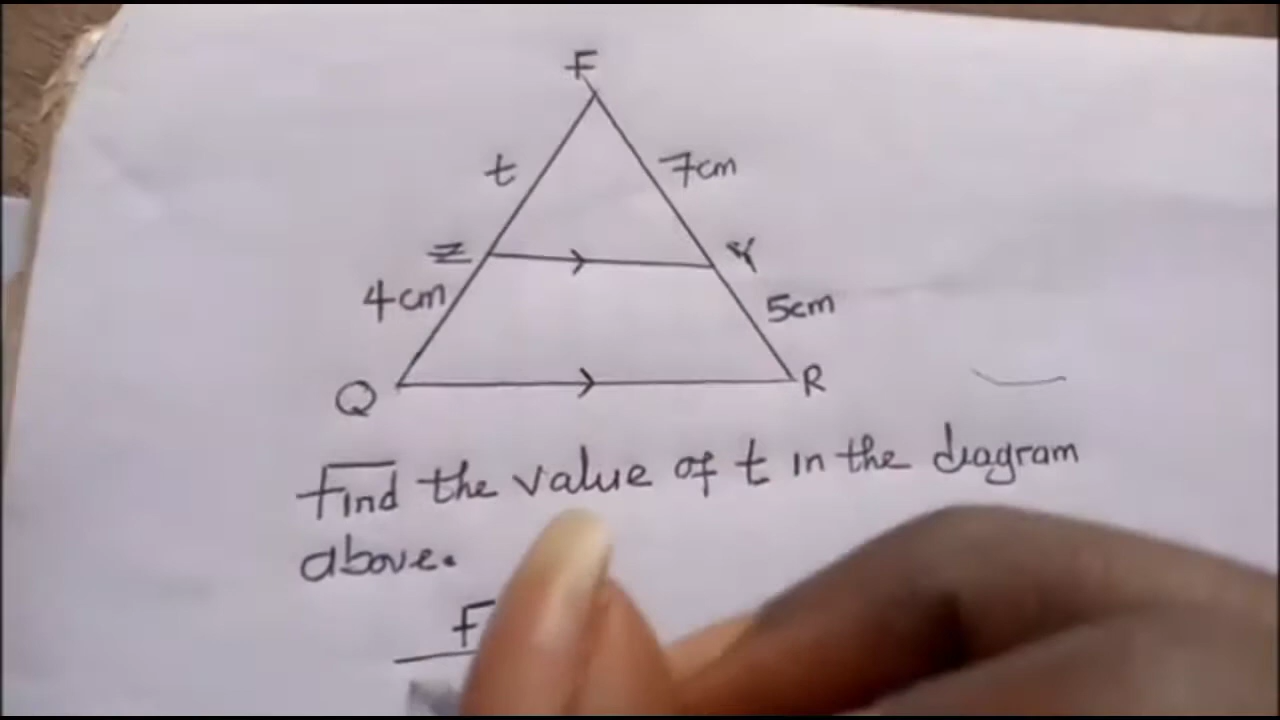 F
t
7cm
Z
Y
4cm
5cm
Q
R
Find the value of t in the diagram
above.
F